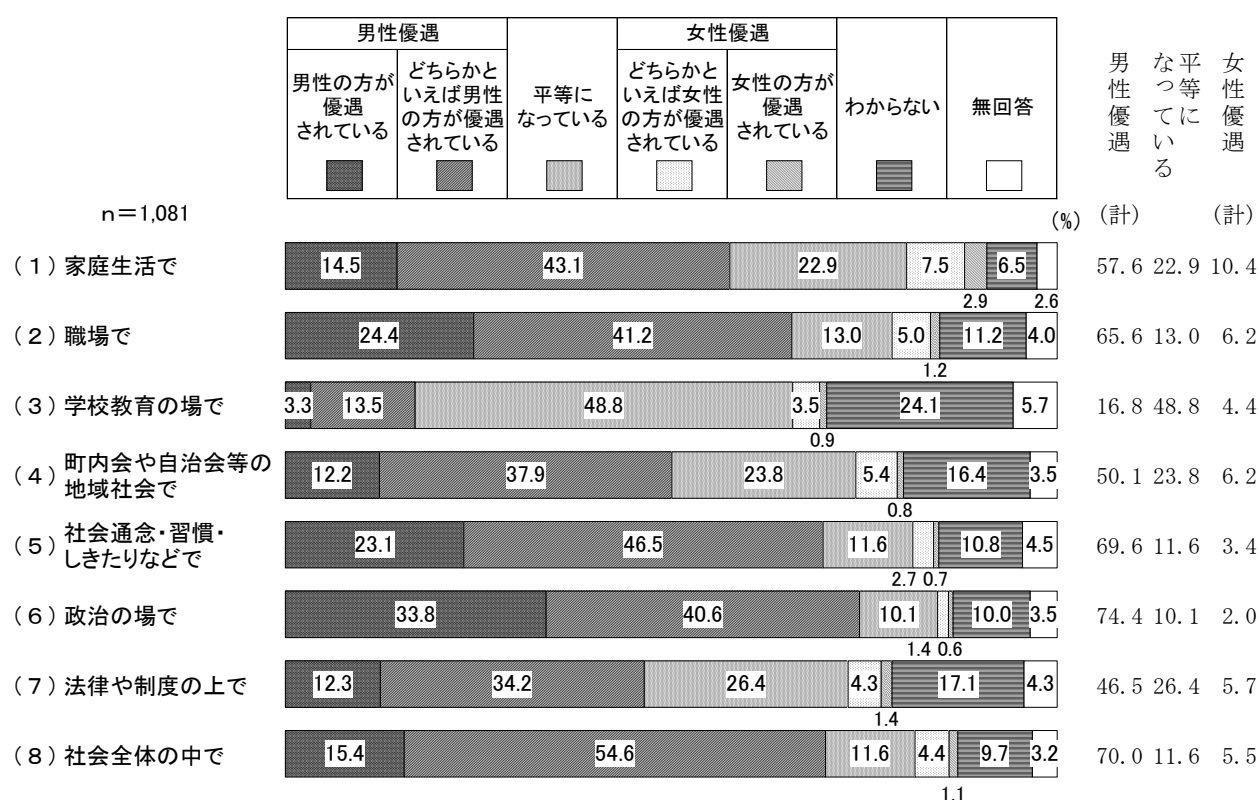 男性優遇
女性優遇
男性の方が
優遇
されている
どちらかと
いえば男性
の方が優遇
されている
平等に
なっている
どちらかと
いえば女性
の方が優遇
されている
女性の方が
優遇
されている
わからない
無回答
男性優遇
平等に
なっている
女性優遇
n＝1,081
(%)
(計)
(計)
(1)家庭生活で
14.5 43.1 22.9 7.5 6.5
57.6 22.9 10.4
2.9 2.6
(2)職場で
24.4 41.2 13.0 5.0 11.2 4.0
65.6 13.0 6.2
1.2
(3)学校教育の場で
3.3 13.5 48.8 3.5 24.1 5.7
16.8 48.8 4.4
0.9
(4)町内会や自治会等の
地域社会で
12.2 37.9 23.8 5.4 16.4 3.5
50.1 23.8 6.2
0.8
(5)社会通念・習慣・
しきたりなどで
23.1 46.5 11.6 10.8 4.5
69.6 11.6 3.4
2.7 0.7
(6)政治の場で
33.8 40.6 10.1 10.0 3.5
74.4 10.1 2.0
1.4 0.6
(7)法律や制度の上で
12.3 34.2 26.4 4.3 17.1 4.3
46.5 26.4 5.7
1.4
(8)社会全体の中で
15.4 54.6 11.6 4.4 9.7 3.2
70.0 11.6 5.5
1.1